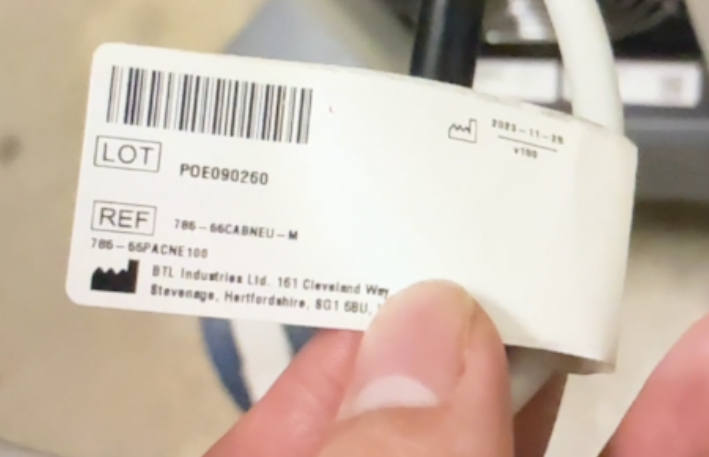 LOT
POE090260
REF
786-66CABNEU-M
786-66PACNE100
BTL Industries Ltd. 161 Cleveland Way
Stevenage, Hertfordshire, SG1 6BU,
2023-11-25
v100